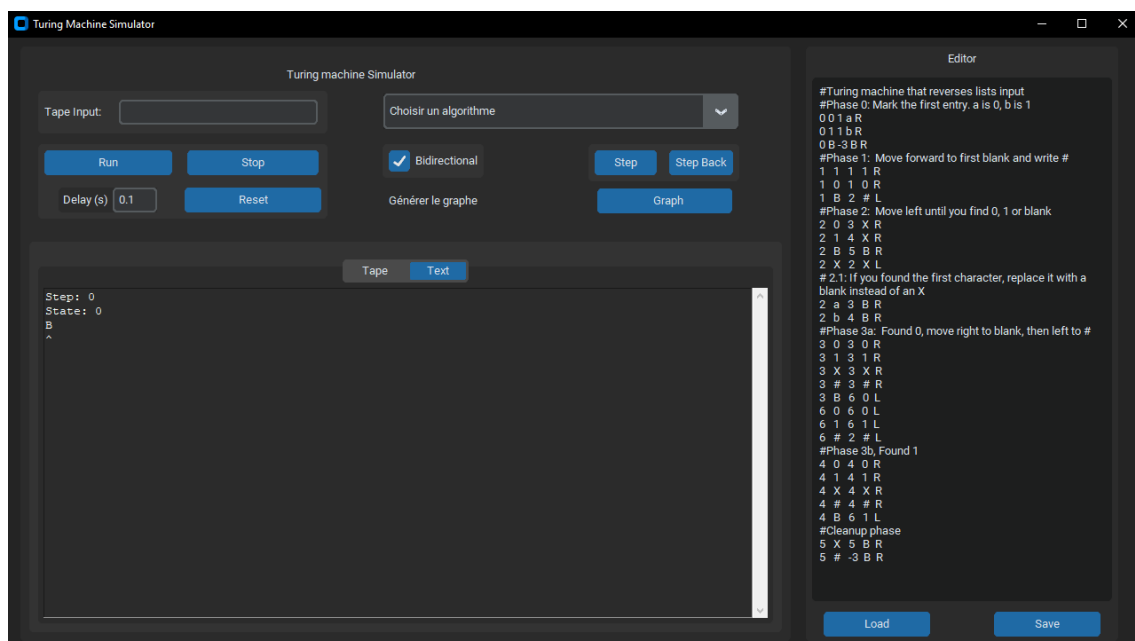 Turing Machine Simulator
Turing machine Simulator
Tape Input:
Choisir un algorithme
Run
Stop
Bidirectional
Step
Step Back
Delay (s)
0.1
Reset
Générer le graphe
Graph
Tape
Text
Step: 0
State: 0
B
^
Editor
#Turing machine that reverses lists input
#Phase 0: Mark the first entry. a is 0, b is 1
0 0 1 a R
0 1 1 b R
0 B -3 B R
#Phase 1:  Move forward to first blank and write #
1 1 1 1 R
1 0 1 0 R
1 B 2 # L
#Phase 2:  Move left until you find 0, 1 or blank
2 0 3 X R
2 1 4 X R
2 B 5 B R
2 X 2 X L
# 2.1: If you found the first character, replace it with a
blank instead of an X
2 a 3 B R
2 b 4 B R
#Phase 3a:  Found 0, move right to blank, then left to #
3 0 3 0 R
3 1 3 1 R
3 X 3 X R
3 # 3 # R
3 B 6 0 L
6 0 6 0 L
6 1 6 1 L
6 # 2 # L
#Phase 3b, Found 1
4 0 4 0 R
4 1 4 1 R
4 X 4 X R
4 # 4 # R
4 B 6 1 L
#Cleanup phase
5 X 5 B R
5 # -3 B R
Load
Save